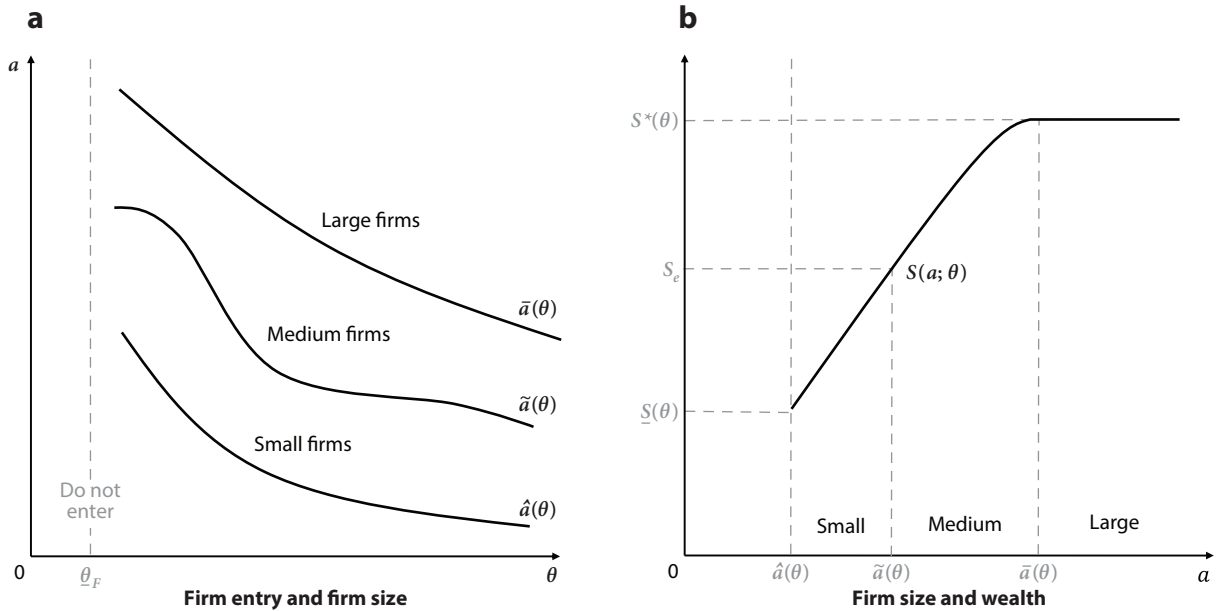 a
a
Large firms
ā(θ)
Medium firms
ã(θ)
Small firms
â(θ)
Do not
enter
0
θ̲_F
θ
Firm entry and firm size
b
S*(θ)
S_e
S(a; θ)
S̲(θ)
Small
Medium
Large
0
â(θ)
ã(θ)
ā(θ)
a
Firm size and wealth